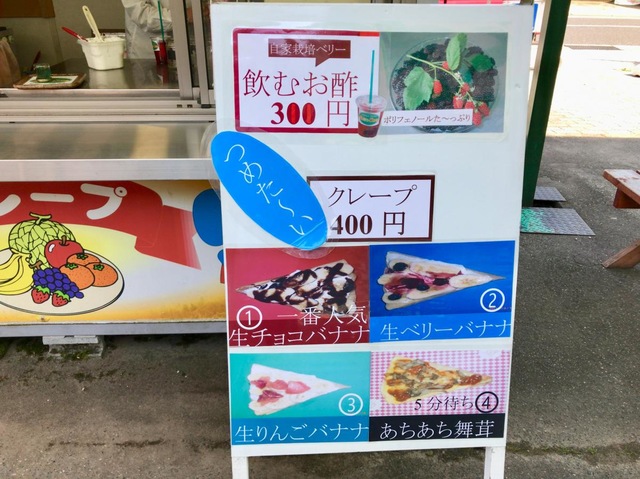 自家栽培ベリー
飲むお酢
300円
ポリフェノールた〜っぷり
つめた〜い
クレープ
400円
レープ
① 一番人気
生チョコバナナ
②
生ベリーバナナ
③
生りんごバナナ
5分待ち④
あちあち舞茸